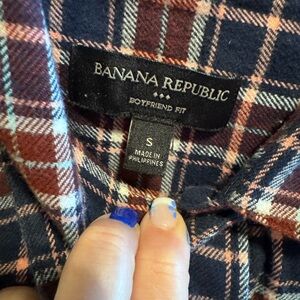 BANANA REPUBLIC
BOYFRIEND FIT
S
MADE IN
PHILIPPINES